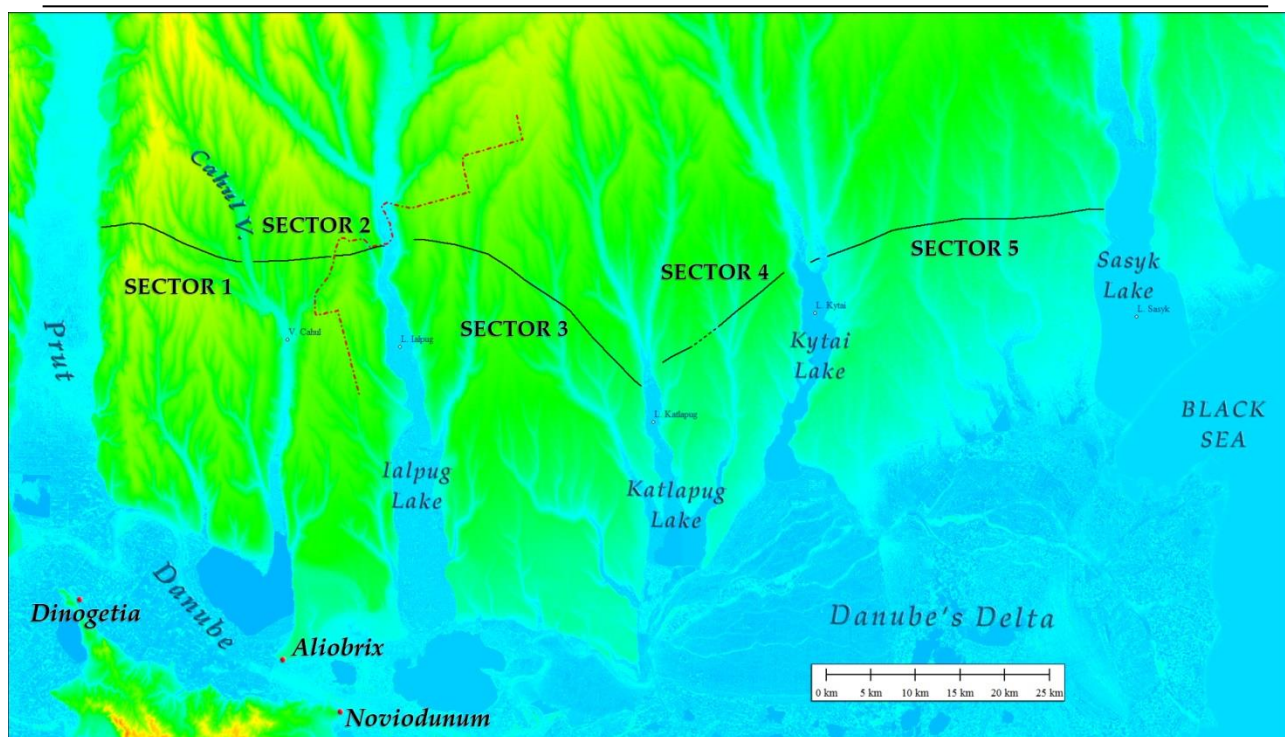 Cahul V.
SECTOR 2
SECTOR 5
SECTOR 1
SECTOR 4
Sasyk
Lake
L. Kytai
L. Sasyk
SECTOR 3
V. Cahul
L. Ialpug
Prut
Kytai
Lake
BLACK
SEA
L. Katlapug
Ialpug
Lake
Katlapug
Lake
Danube
Dinogetia
Danube's Delta
Aliobrix
0 km
5 km
10 km
15 km
20 km
25 km
Noviodunum